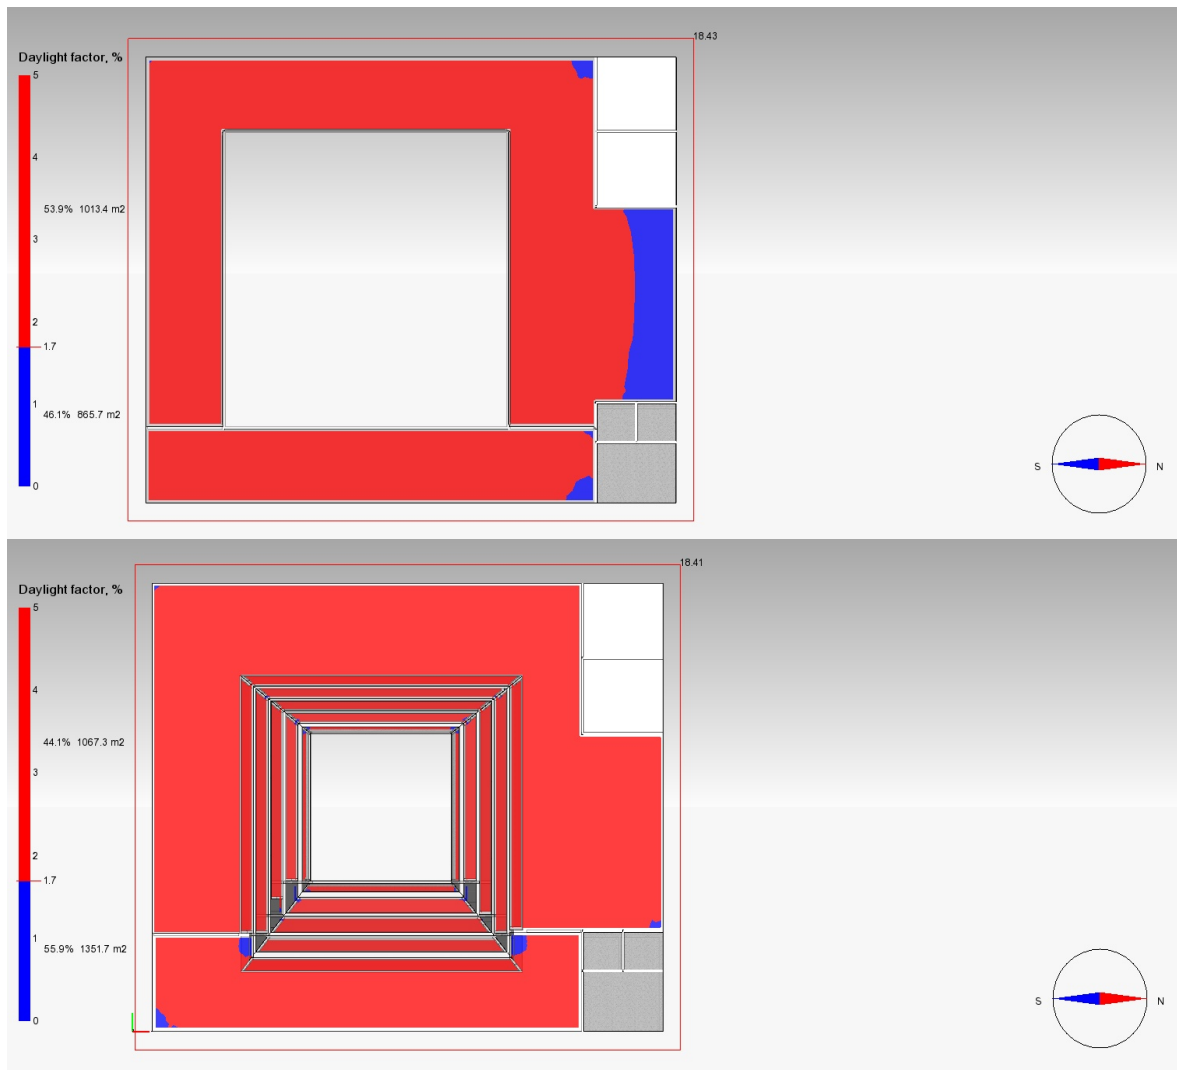 18.43
Daylight factor, %
5
4
53.9% 1013.4 m2
3
2
1.7
1
46.1% 865.7 m2
0
S N
18.41
Daylight factor, %
5
4
44.1% 1067.3 m2
3
2
1.7
1
55.9% 1351.7 m2
0
S N